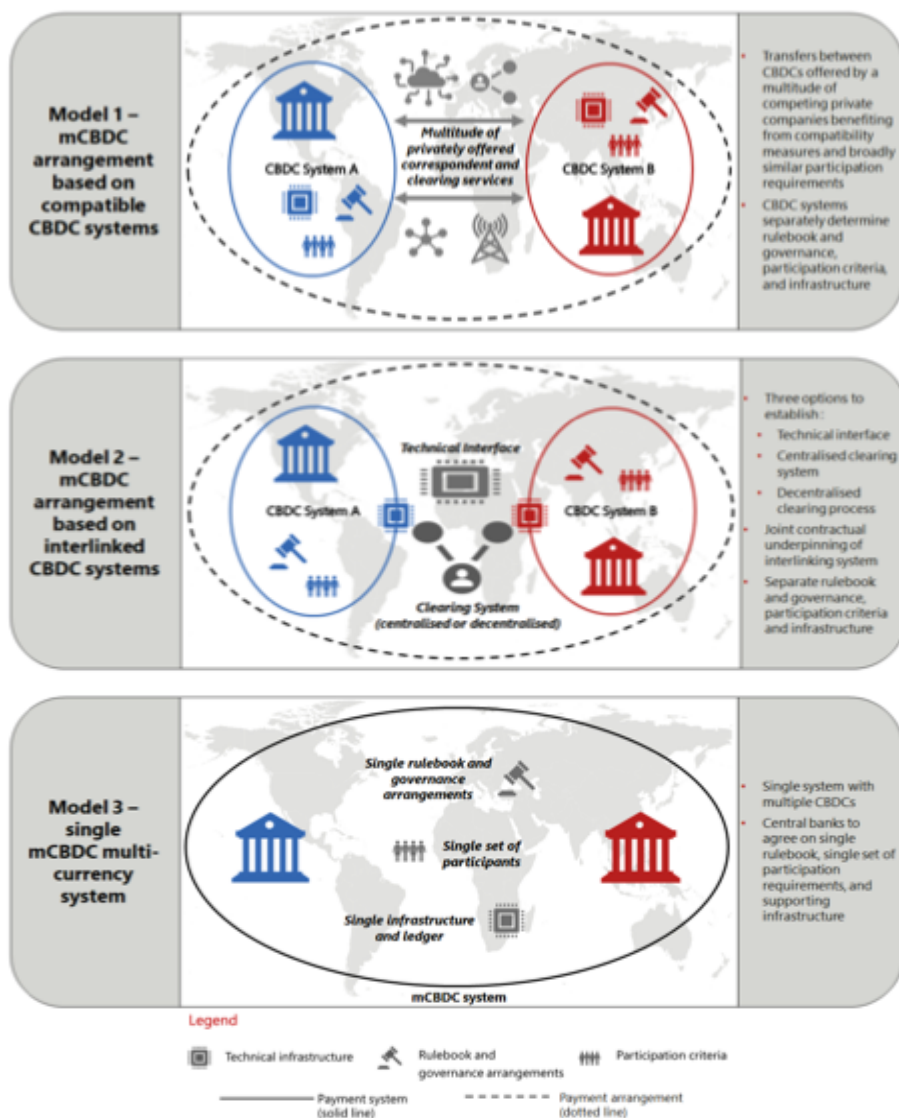 Model 1 –
mCBDC
arrangement
based on
compatible
CBDC systems
CBDC System A
Multitude of
privately offered
correspondent and
clearing services
CBDC System B
• Transfers between
CBDCs offered by a
multitude of
competing private
companies benefiting
from compatibility
measures and broadly
similar participation
requirements
• CBDC systems
separately determine
rulebook and
governance,
participation criteria,
and infrastructure
Model 2 –
mCBDC
arrangement
based on
interlinked
CBDC systems
CBDC System A
Technical Interface
CBDC System B
Clearing System
(centralised or decentralised)
• Three options to
establish :
• Technical interface
• Centralised clearing
system
• Decentralised
clearing process
• Joint contractual
underpinning of
interlinking system
• Separate rulebook
and governance,
participation criteria
and infrastructure
Model 3 –
single
mCBDC multi-
currency
system
Single rulebook and
governance
arrangements
Single set of
participants
Single infrastructure
and ledger
mCBDC system
• Single system with
multiple CBDCs
• Central banks to
agree on single
rulebook, single set of
participation
requirements, and
supporting
infrastructure
Legend
Technical infrastructure
Rulebook and
governance arrangements
Participation criteria
Payment system
(solid line)
Payment arrangement
(dotted line)